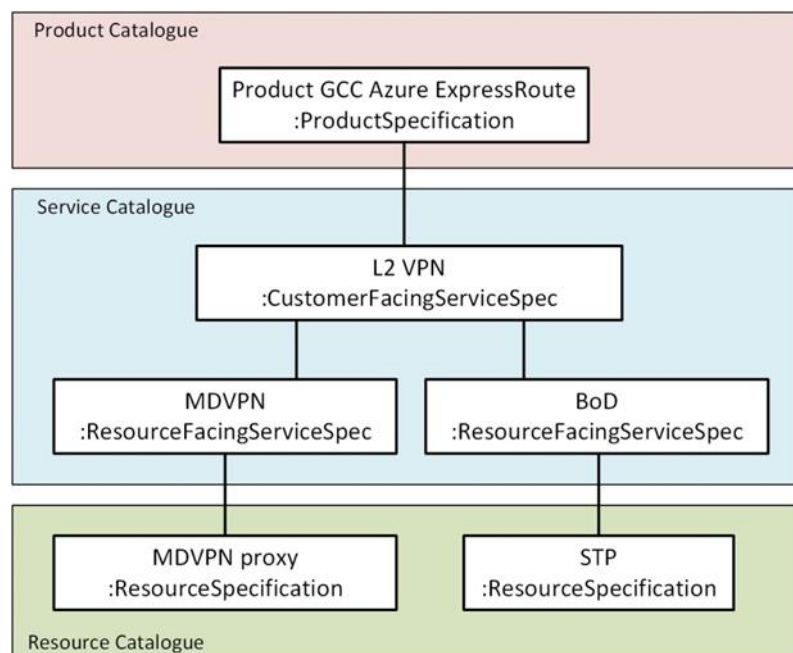 Product Catalogue
Product GCC Azure ExpressRoute
:ProductSpecification
Service Catalogue
L2 VPN
:CustomerFacingServiceSpec
MDVPN
:ResourceFacingServiceSpec
BoD
:ResourceFacingServiceSpec
MDVPN proxy
:ResourceSpecification
STP
:ResourceSpecification
Resource Catalogue